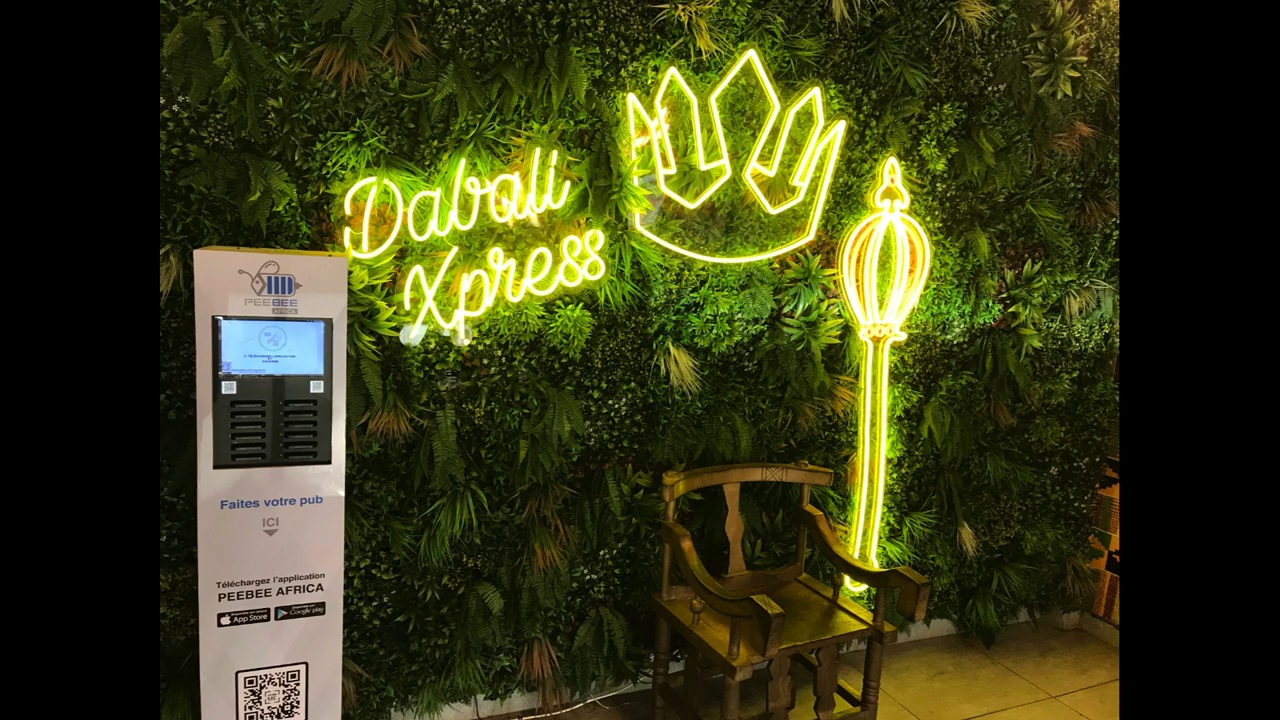 Dabali
Xpress
PEEBEE
AFRICA
Faites votre pub
ICI
Téléchargez l'application
PEEBEE AFRICA
App Store
Google play